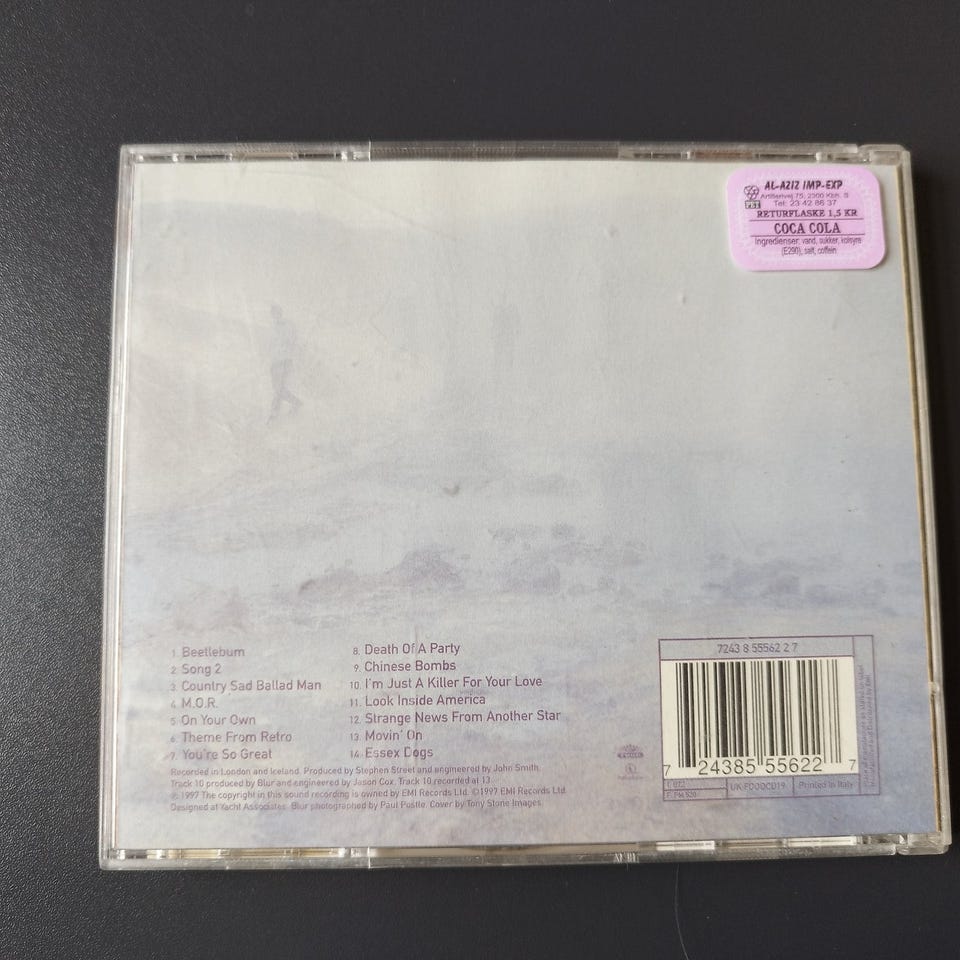 AL-AZIZ IMP-EXP
Artillerivej 75, 2300 Kbh. S
Tel: 23 42 86 37
PET
RETURFLASKE 1,5 KR
COCA COLA
Ingredienser: vand, sukker, kolsyre
(E290), salt, coffein
1. Beetlebum
2. Song 2
3. Country Sad Ballad Man
4. M.O.R.
5. On Your Own
6. Theme From Retro
7. You're So Great
8. Death Of A Party
9. Chinese Bombs
10. I'm Just A Killer For Your Love
11. Look Inside America
12. Strange News From Another Star
13. Movin' On
14. Essex Dogs
Recorded in London and Iceland. Produced by Stephen Street and engineered by John Smith.
Track 10 produced by Blur and engineered by Jason Cox. Track 10 recorded at 13.
℗ 1997 The copyright in this sound recording is owned by EMI Records Ltd. ©1997 EMI Records Ltd.
Designed at Yacht Associates. Blur photographed by Paul Postle. Cover by Tony Stone Images.
7243 8 55562 2 7
7 24385 55622 7
UK:FOODCD19
Printed in Italy
F: PM 520